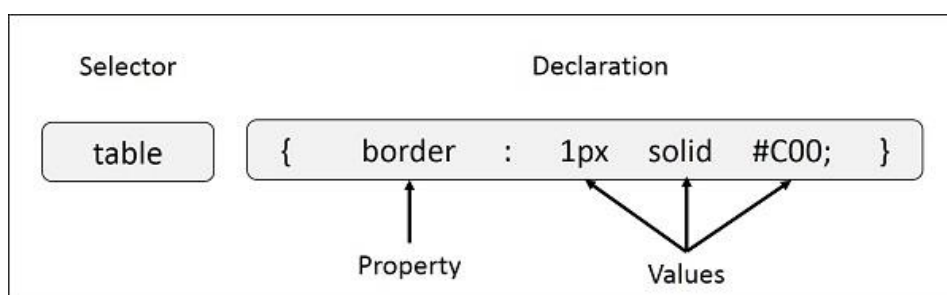 Selector Declaration
table { border : 1px solid #C00; }
Property Values